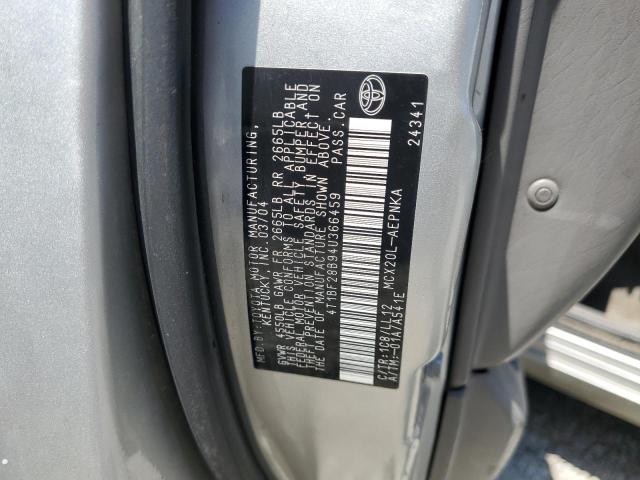 MFD BY: TOYOTA MOTOR MANUFACTURING,
KENTUCKY, INC. 03/04
GVWR 4550LB GAWR FR 2665LB RR 2665LB
THIS VEHICLE CONFORMS TO ALL APPLICABLE
FEDERAL MOTOR VEHICLE SAFETY, BUMPER, AND
THEFT PREVENTION STANDARDS IN EFFECT ON
THE DATE OF MANUFACTURE SHOWN ABOVE.
4T1BF28B94U366459 PASS.CAR
C/TR:1C8/LL12 MCX20L-AEPNKA
A/TM:-01A/A541E 24341